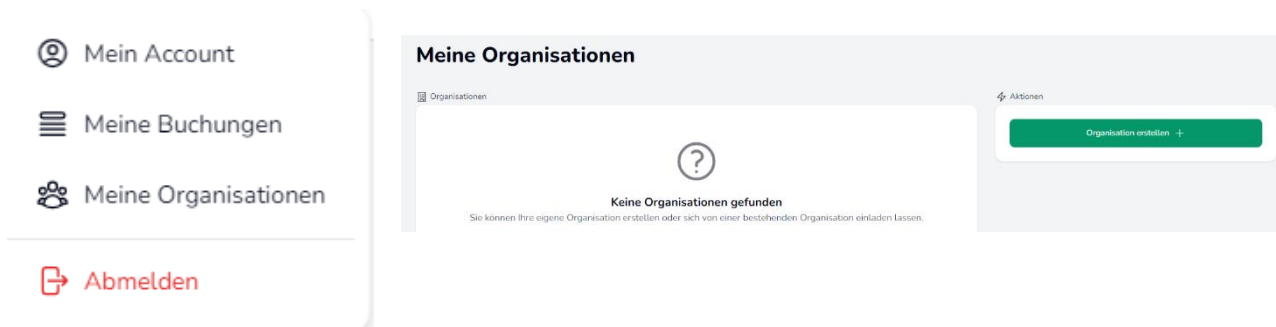 Mein Account
Meine Buchungen
Meine Organisationen
Abmelden
Meine Organisationen
Organisationen
Keine Organisationen gefunden
Sie können Ihre eigene Organisation erstellen oder sich von einer bestehenden Organisation einladen lassen.
Aktionen
Organisation erstellen +